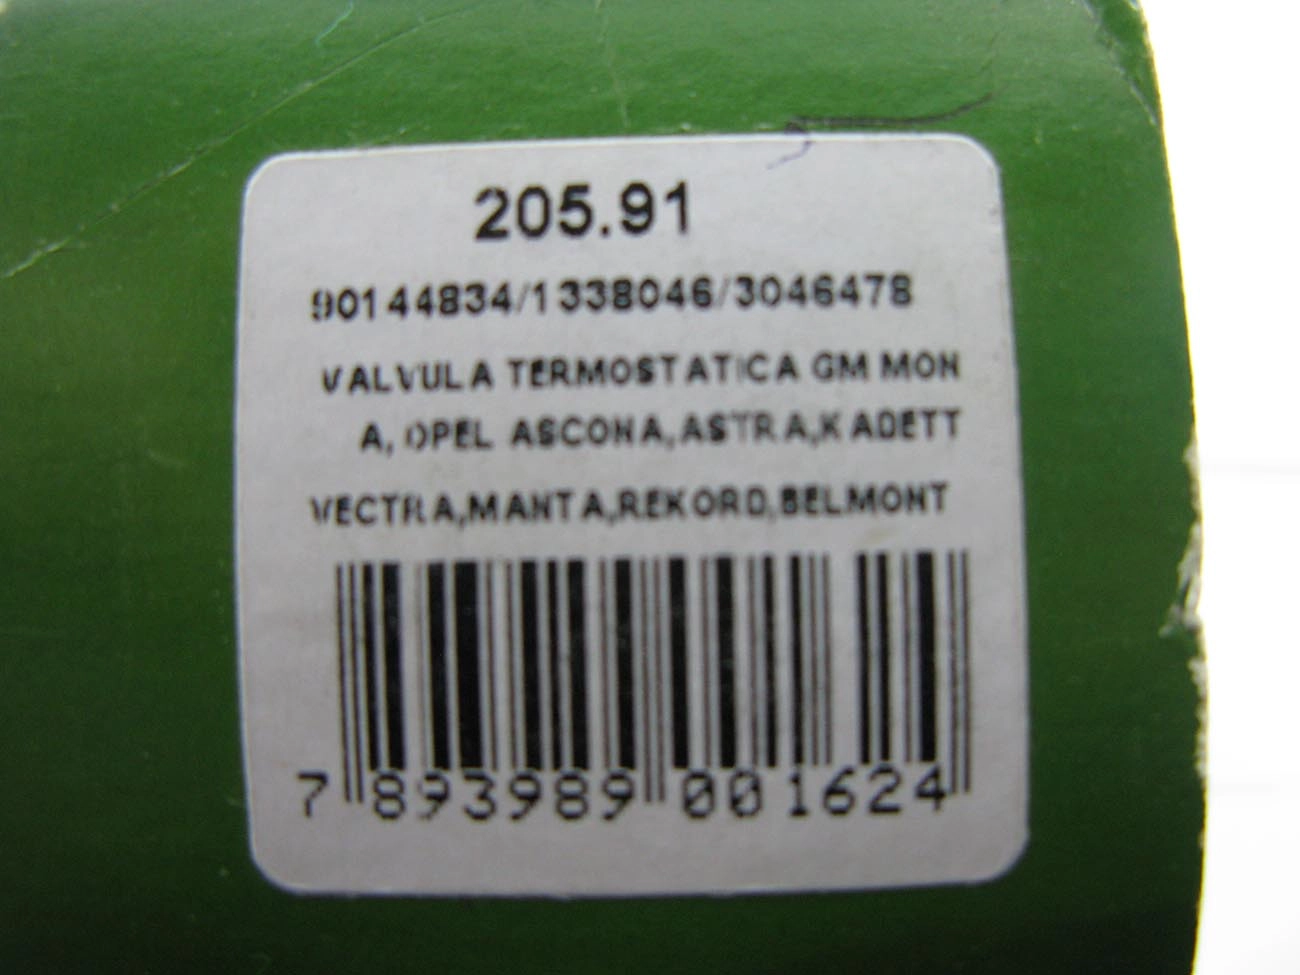 205.91
90144834/1338046/3046478
VALVULA TERMOSTATICA GM MON
A, OPEL ASCONA,ASTRA,KADETT
VECTRA,MANTA,REKORD,BELMONT
7 893989 001624